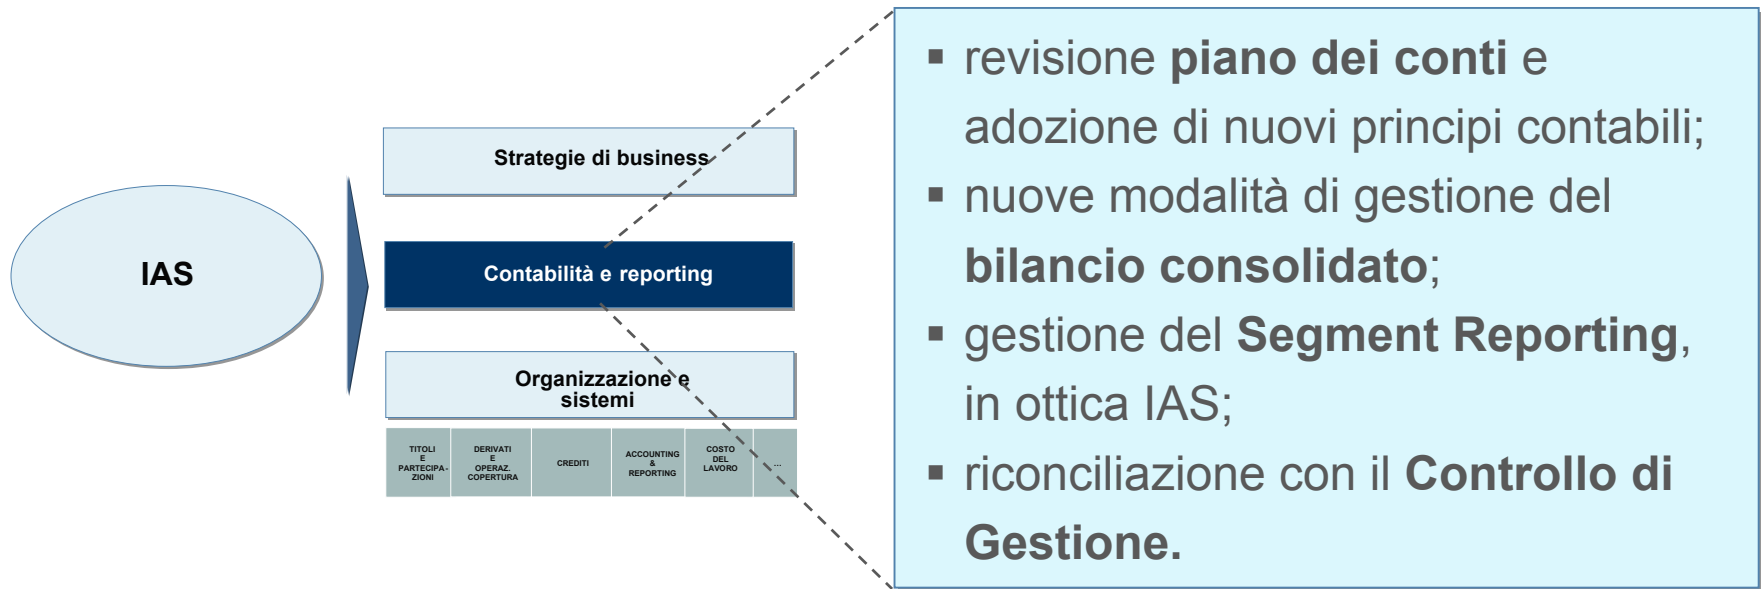 IAS
Strategie di business
Contabilità e reporting
Organizzazione e
sistemi
TITOLI
E
PARTECIPA-
ZIONI
DERIVATI
E
OPERAZ.
COPERTURA
CREDITI
ACCOUNTING
&
REPORTING
COSTO
DEL
LAVORO
...
▪ revisione piano dei conti e
adozione di nuovi principi contabili;
▪ nuove modalità di gestione del
bilancio consolidato;
▪ gestione del Segment Reporting,
in ottica IAS;
▪ riconciliazione con il Controllo di
Gestione.